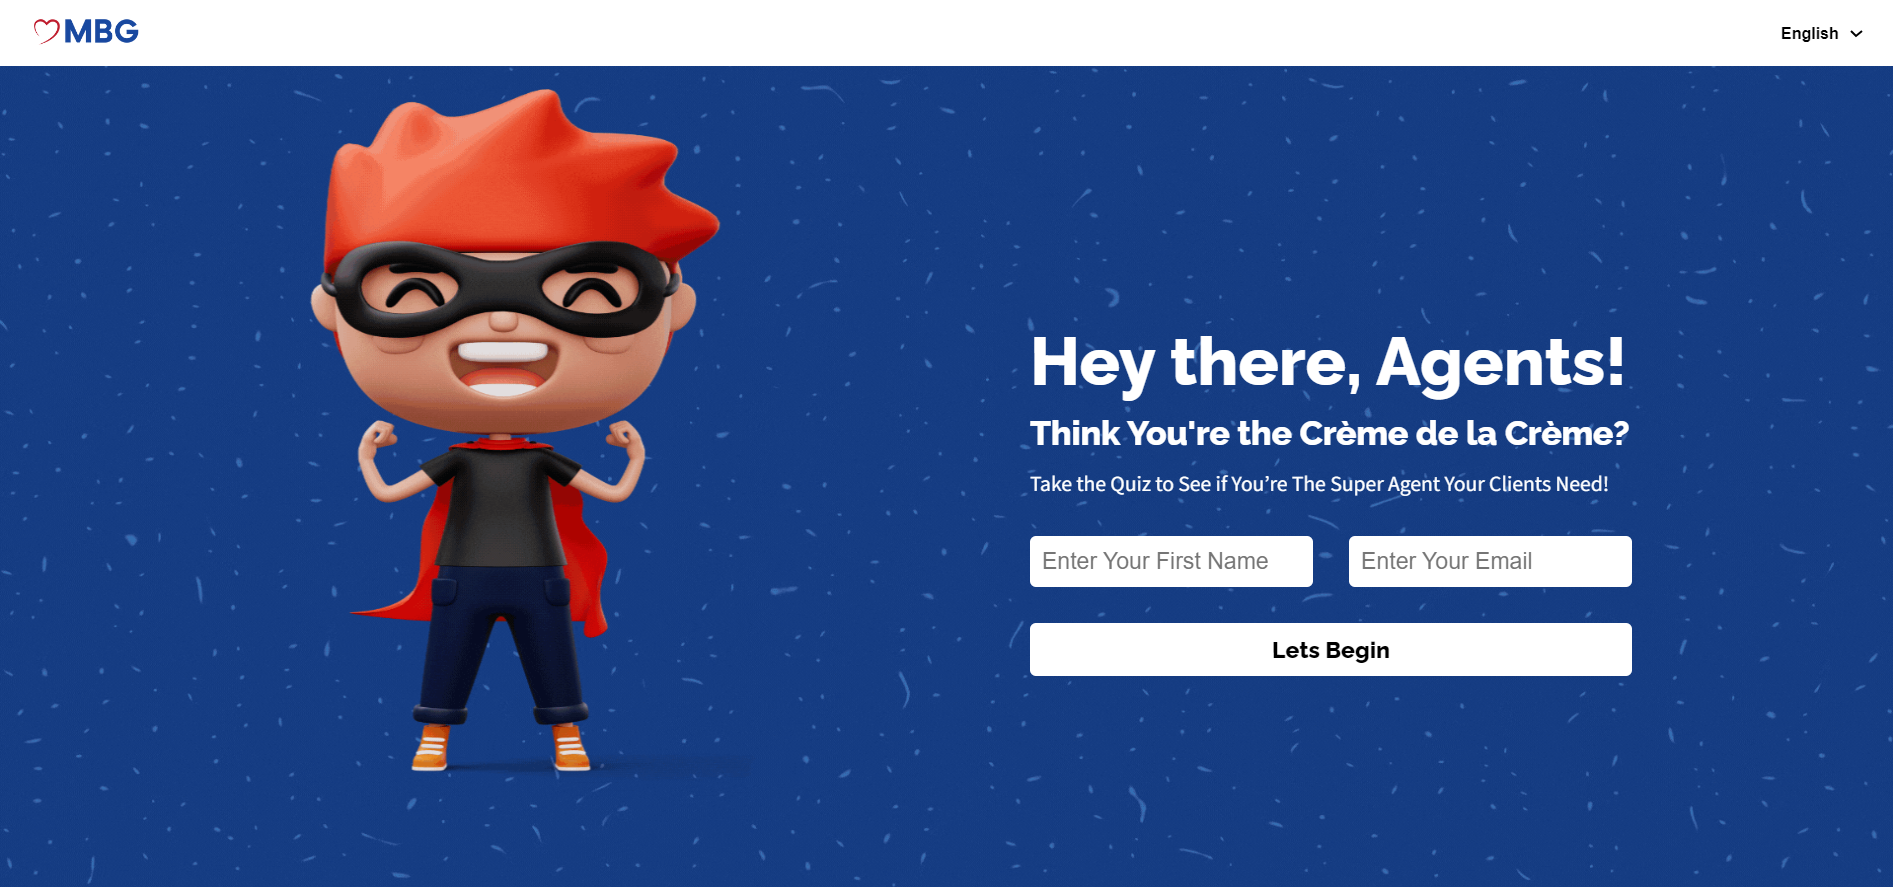 MBG
English
Hey there, Agents!
Think You're the Crème de la Crème?
Take the Quiz to See if You’re The Super Agent Your Clients Need!
Enter Your First Name
Enter Your Email
Lets Begin